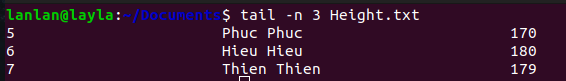 lanlan@layla:~/Documents$ tail -n 3 Height.txt
5 Phuc Phuc 170
6 Hieu Hieu 180
7 Thien Thien 179